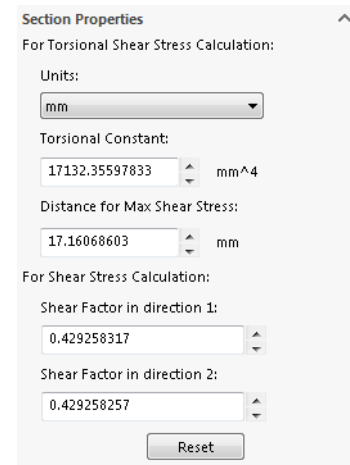 Section Properties
For Torsional Shear Stress Calculation:
Units:
mm
Torsional Constant:
17132.35597833 mm^4
Distance for Max Shear Stress:
17.16068603 mm
For Shear Stress Calculation:
Shear Factor in direction 1:
0.429258317
Shear Factor in direction 2:
0.429258257
Reset